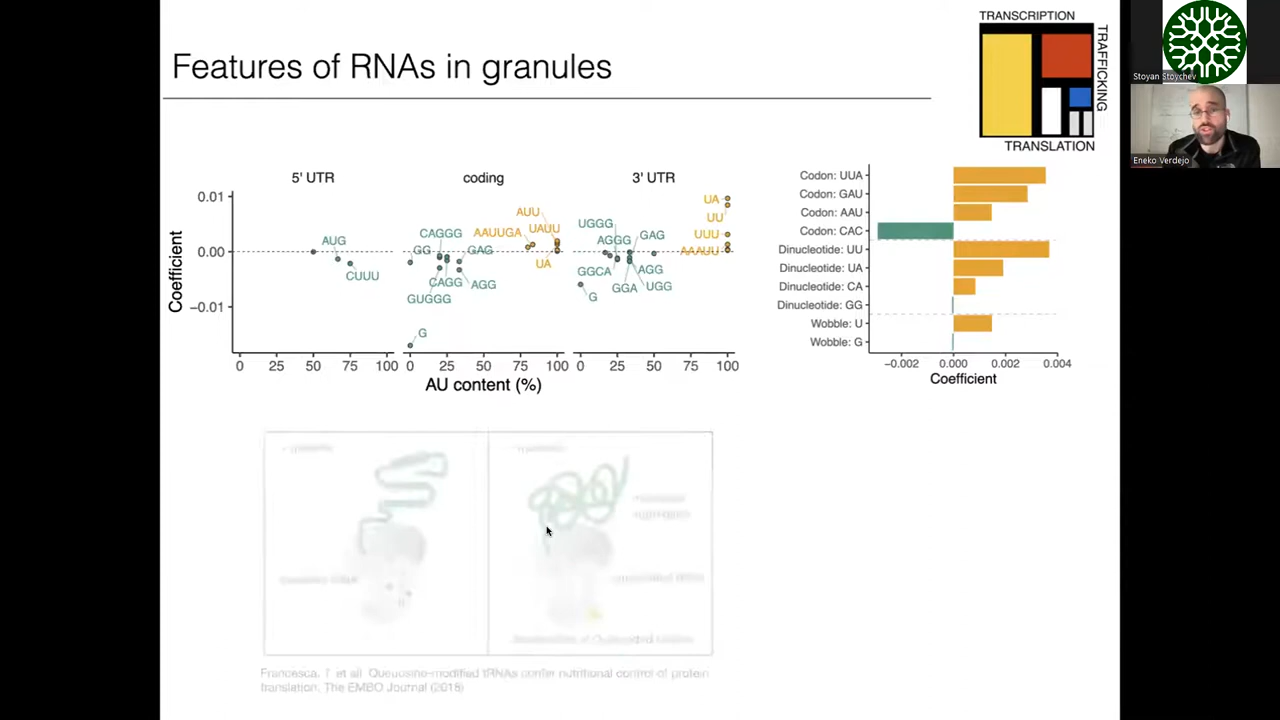 Features of RNAs in granules
TRANSCRIPTION
TRAFFICKING
TRANSLATION
Stoyan Stoychev
Eneko Verdejo
5' UTR
coding
3' UTR
Coefficient
0.01
0.00
−0.01
AUG
CUUU
GG
CAGGG
GAG
CAGG
AGG
GUGGG
G
AUU
UAUU
AAUUGA
UA
UGGG
AGGG
GAG
GGCA
G
GGA
AGG
UGG
UA
UU
UUU
AAAUU
0 25 50 75 100
0 25 50 75 100
0 25 50 75 100
AU content (%)
Codon: UUA
Codon: GAU
Codon: AAU
Codon: CAC
Dinucleotide: UU
Dinucleotide: UA
Dinucleotide: CA
Dinucleotide: GG
Wobble: U
Wobble: G
−0.002 0.000 0.002 0.004
Coefficient
Francesca, T et all. Queuosine-modified tRNAs confer nutritional control of protein
translation. The EMBO Journal (2018)